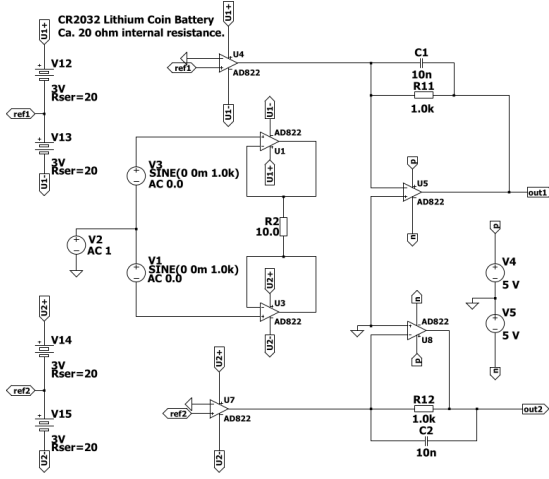 CR2032 Lithium Coin Battery
Ca. 20 ohm internal resistance.
U1+
V12
3V
Rser=20
ref1
V13
3V
Rser=20
U1-
U1+
U4
ref1
AD822
U1-
C1
10n
R11
1.0k
U1-
AD822
U1
U1+
V3
SINE(0 0m 1.0k)
AC 0.0
R2
10.0
V2
AC 1
V1
SINE(0 0m 1.0k)
AC 0.0
U2+
U3
AD822
U2-
p
U5
AD822
n
out1
p
V4
5 V
V5
5 V
n
n
AD822
U8
p
U2+
V14
3V
Rser=20
ref2
V15
3V
Rser=20
U2-
U2+
U7
ref2
AD822
U2-
R12
1.0k
C2
10n
out2